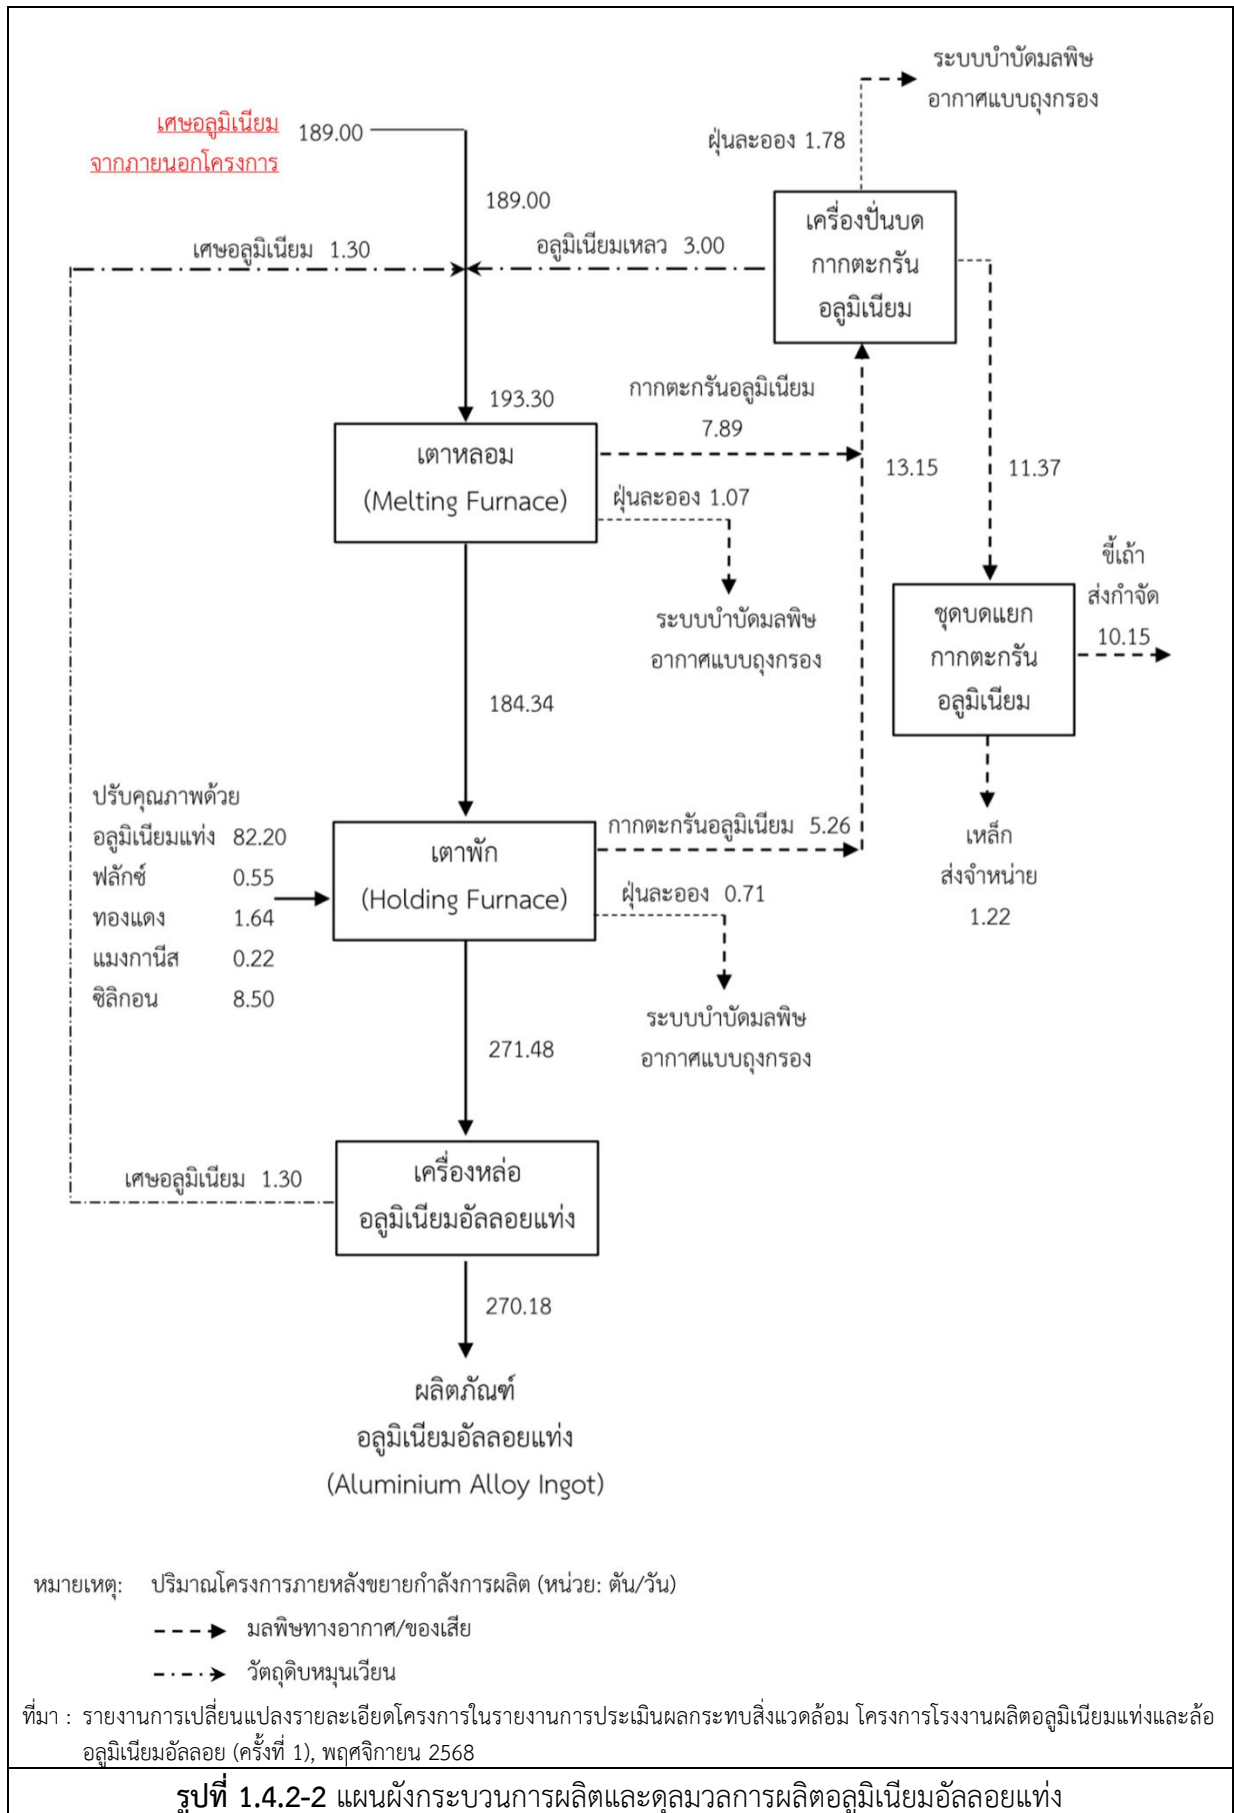 ระบบบำบัดมลพิษ
อากาศแบบถุงกรอง
เศษอลูมิเนียม 189.00
จากภายนอกโครงการ
ฝุ่นละออง 1.78
189.00
เครื่องปั่นบด
กากตะกรัน
อลูมิเนียม
เศษอลูมิเนียม 1.30
อลูมิเนียมเหลว 3.00
193.30
กากตะกรันอลูมิเนียม
7.89
เตาหลอม
(Melting Furnace)
13.15
11.37
ฝุ่นละออง 1.07
ระบบบำบัดมลพิษ
อากาศแบบถุงกรอง
ขี้เถ้า
ส่งกำจัด
10.15
ชุดบดแยก
กากตะกรัน
อลูมิเนียม
184.34
ปรับคุณภาพด้วย
อลูมิเนียมแท่ง 82.20
ฟลักซ์ 0.55
ทองแดง 1.64
แมงกานีส 0.22
ซิลิกอน 8.50
เตาพัก
(Holding Furnace)
กากตะกรันอลูมิเนียม 5.26
ฝุ่นละออง 0.71
เหล็ก
ส่งจำหน่าย
1.22
ระบบบำบัดมลพิษ
อากาศแบบถุงกรอง
271.48
เศษอลูมิเนียม 1.30
เครื่องหล่อ
อลูมิเนียมอัลลอยแท่ง
270.18
ผลิตภัณฑ์
อลูมิเนียมอัลลอยแท่ง
(Aluminium Alloy Ingot)
หมายเหตุ: ปริมาณโครงการภายหลังขยายกำลังการผลิต (หน่วย: ตัน/วัน)
มลพิษทางอากาศ/ของเสีย
วัตถุดิบหมุนเวียน
ที่มา : รายงานการเปลี่ยนแปลงรายละเอียดโครงการในรายงานการประเมินผลกระทบสิ่งแวดล้อม โครงการโรงงานผลิตอลูมิเนียมแท่งและล้อ
อลูมิเนียมอัลลอย (ครั้งที่ 1), พฤศจิกายน 2568
รูปที่ 1.4.2-2 แผนผังกระบวนการผลิตและดุลมวลการผลิตอลูมิเนียมอัลลอยแท่ง